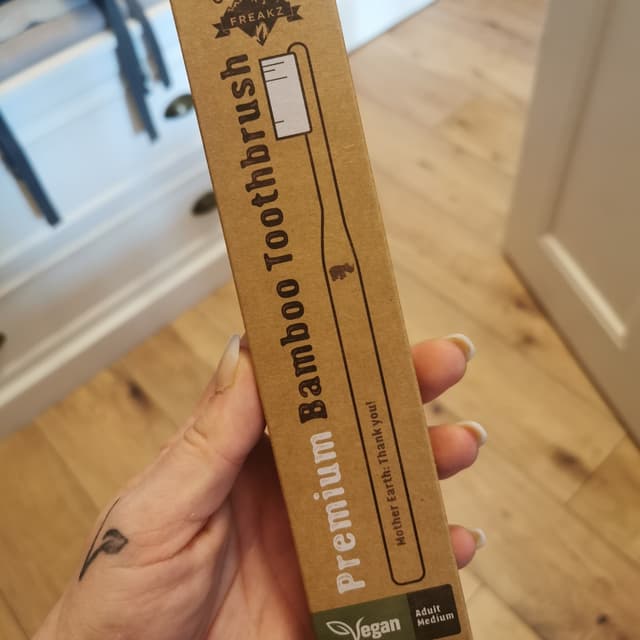 FREAKZ
premium Bamboo Toothbrush
Mother Earth: Thank you!
Vegan
Adult
Medium